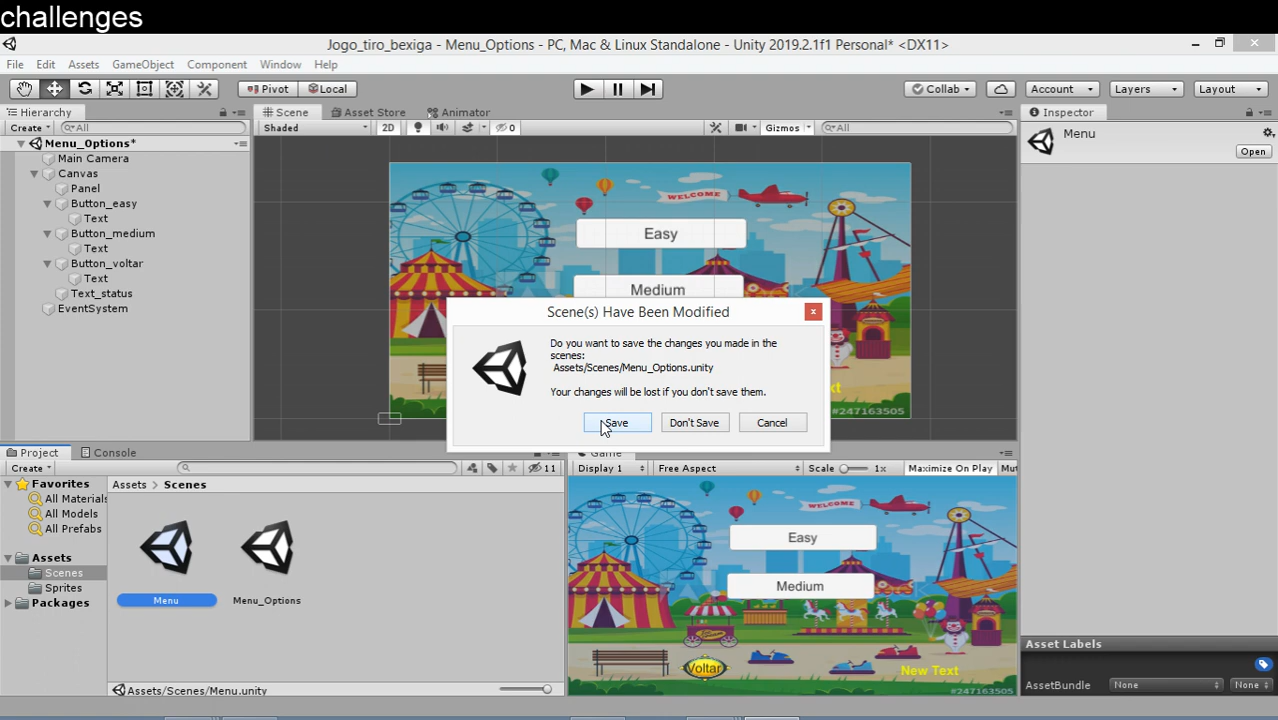 challenges
Jogo_tiro_bexiga - Menu_Options - PC, Mac & Linux Standalone - Unity 2019.2.1f1 Personal* <DX11>
File Edit Assets GameObject Component Window Help
Pivot Local Collab Account Layers Layout
Hierarchy
Create All
Menu_Options*
Main Camera
Canvas
Panel
Button_easy
Text
Button_medium
Text
Button_voltar
Text
Text_status
EventSystem
Scene Asset Store Animator
Shaded 2D 0 Gizmos All
WELCOME
Easy
Medium
#247163505
Scene(s) Have Been Modified
Do you want to save the changes you made in the
scenes:
Assets/Scenes/Menu_Options.unity
Your changes will be lost if you don't save them.
Save Don't Save Cancel
Inspector
Menu
Open
Project Console
Create 11
Favorites
All Materials
All Models
All Prefabs
Assets
Scenes
Sprites
Packages
Assets > Scenes
Menu Menu_Options
Assets/Scenes/Menu.unity
Game
Display 1 Free Aspect Scale 1x Maximize On Play
WELCOME
Easy
Medium
Voltar New Text
#247163505
Asset Labels
AssetBundle None None